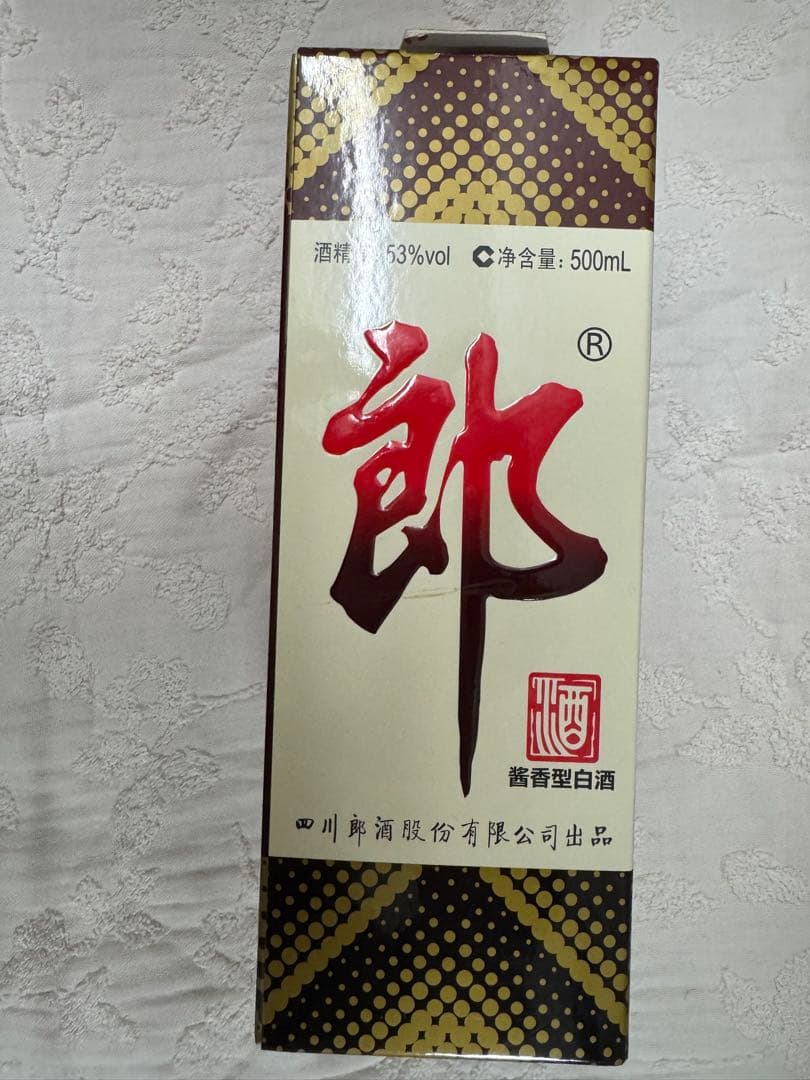 酒精 53%vol C净含量: 500mL
郎®
酒
酱香型白酒
四川郎酒股份有限公司出品